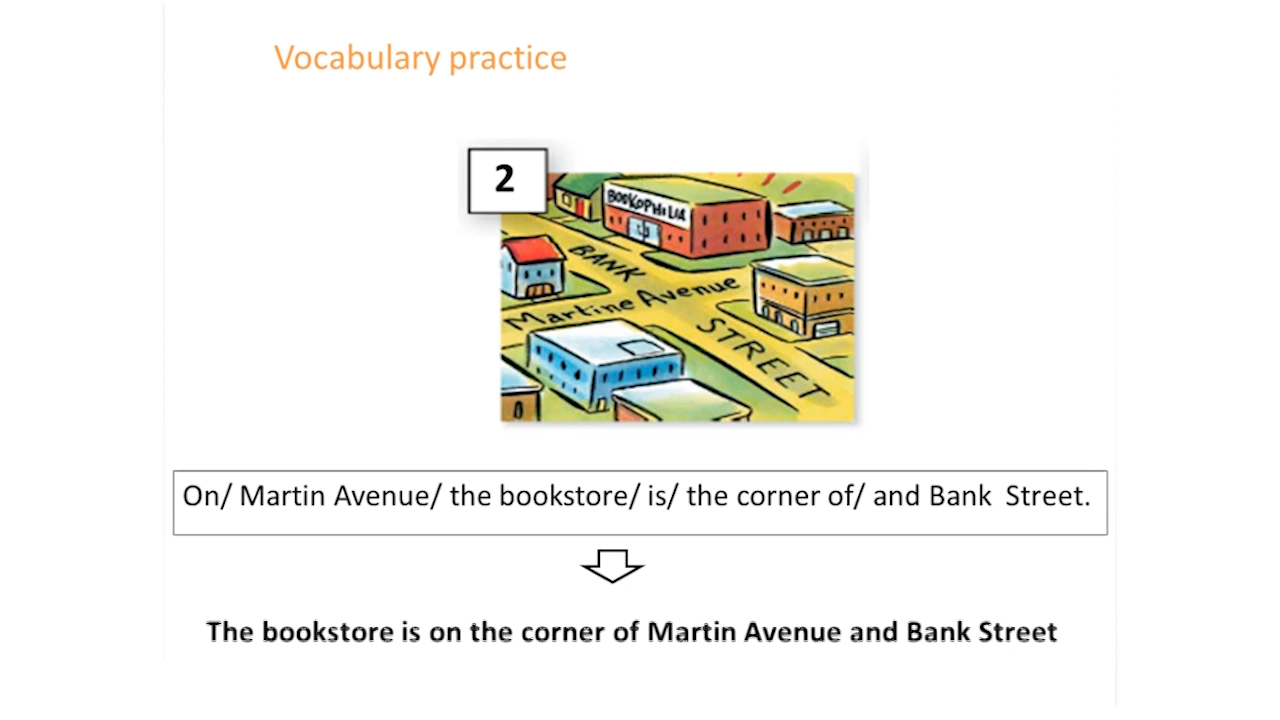 Vocabulary practice
2
BOOKOPHILIA
BANK
Martine Avenue
STREET
On/ Martin Avenue/ the bookstore/ is/ the corner of/ and Bank Street.
The bookstore is on the corner of Martin Avenue and Bank Street